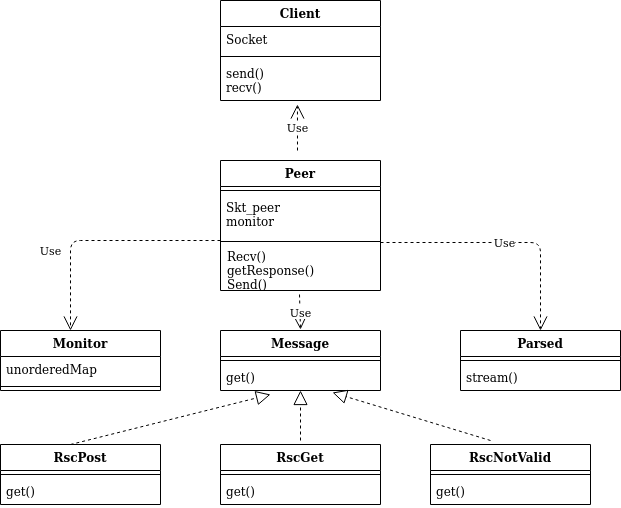 Client
Socket
send()
recv()
Use
Peer
Skt_peer
monitor
Use
Use
Recv()
getResponse()
Send()
Use
Monitor
Message
Parsed
unorderedMap
get()
stream()
RscPost
RscGet
RscNotValid
get()
get()
get()